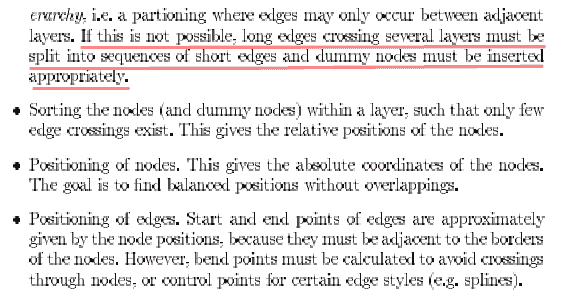 erarchy, i.e. a partioning where edges may only occur between adjacent
layers. If this is not possible, long edges crossing several layers must be
split into sequences of short edges and dummy nodes must be inserted
appropriately.
• Sorting the nodes (and dummy nodes) within a layer, such that only few
edge crossings exist. This gives the relative positions of the nodes.
• Positioning of nodes. This gives the absolute coordinates of the nodes.
The goal is to find balanced positions without overlappings.
• Positioning of edges. Start and end points of edges are approximately
given by the node positions, because they must be adjacent to the borders
of the nodes. However, bend points must be calculated to avoid crossings
through nodes, or control points for certain edge styles (e.g. splines).